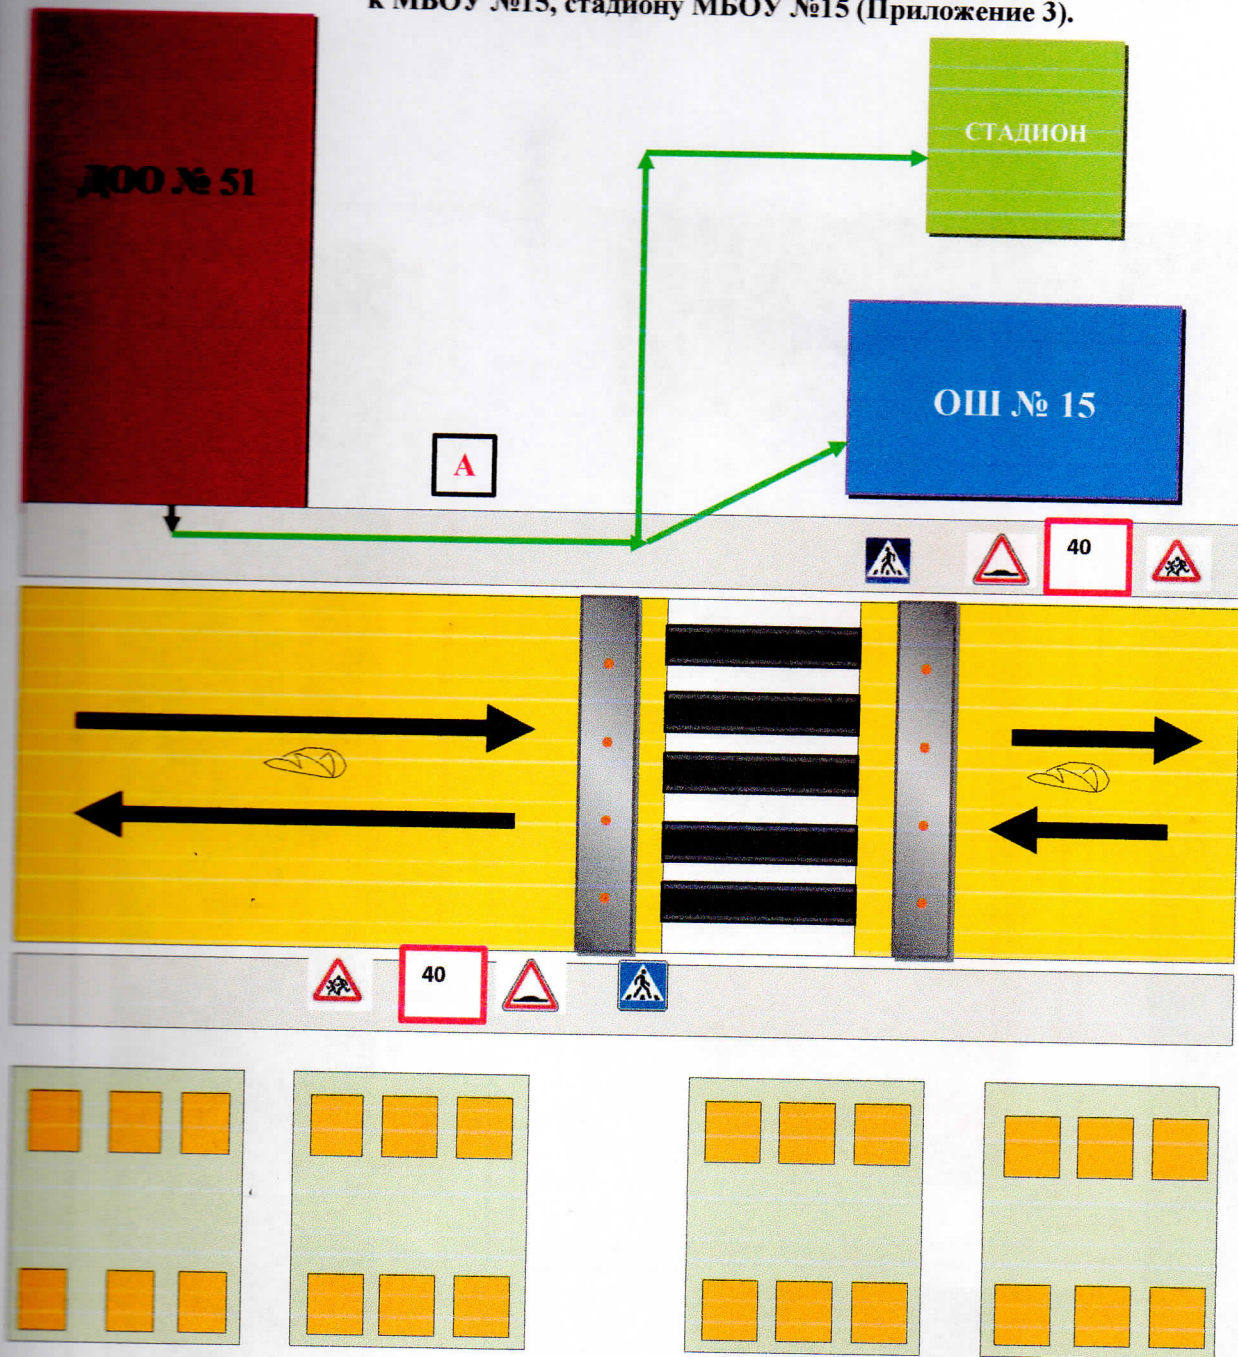 к МБОУ №15, стадиону МБОУ №15 (Приложение 3).
СТАДИОН
ДОО № 51
ОШ № 15
А
40
40